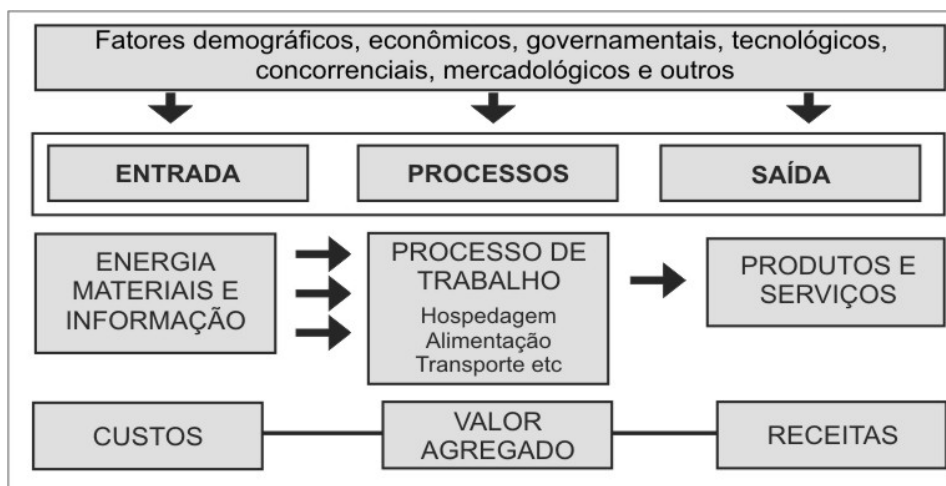 Fatores demográficos, econômicos, governamentais, tecnológicos,
concorrenciais, mercadológicos e outros
ENTRADA
PROCESSOS
SAÍDA
ENERGIA
MATERIAIS E
INFORMAÇÃO
PROCESSO DE
TRABALHO
Hospedagem
Alimentação
Transporte etc
PRODUTOS E
SERVIÇOS
CUSTOS
VALOR
AGREGADO
RECEITAS